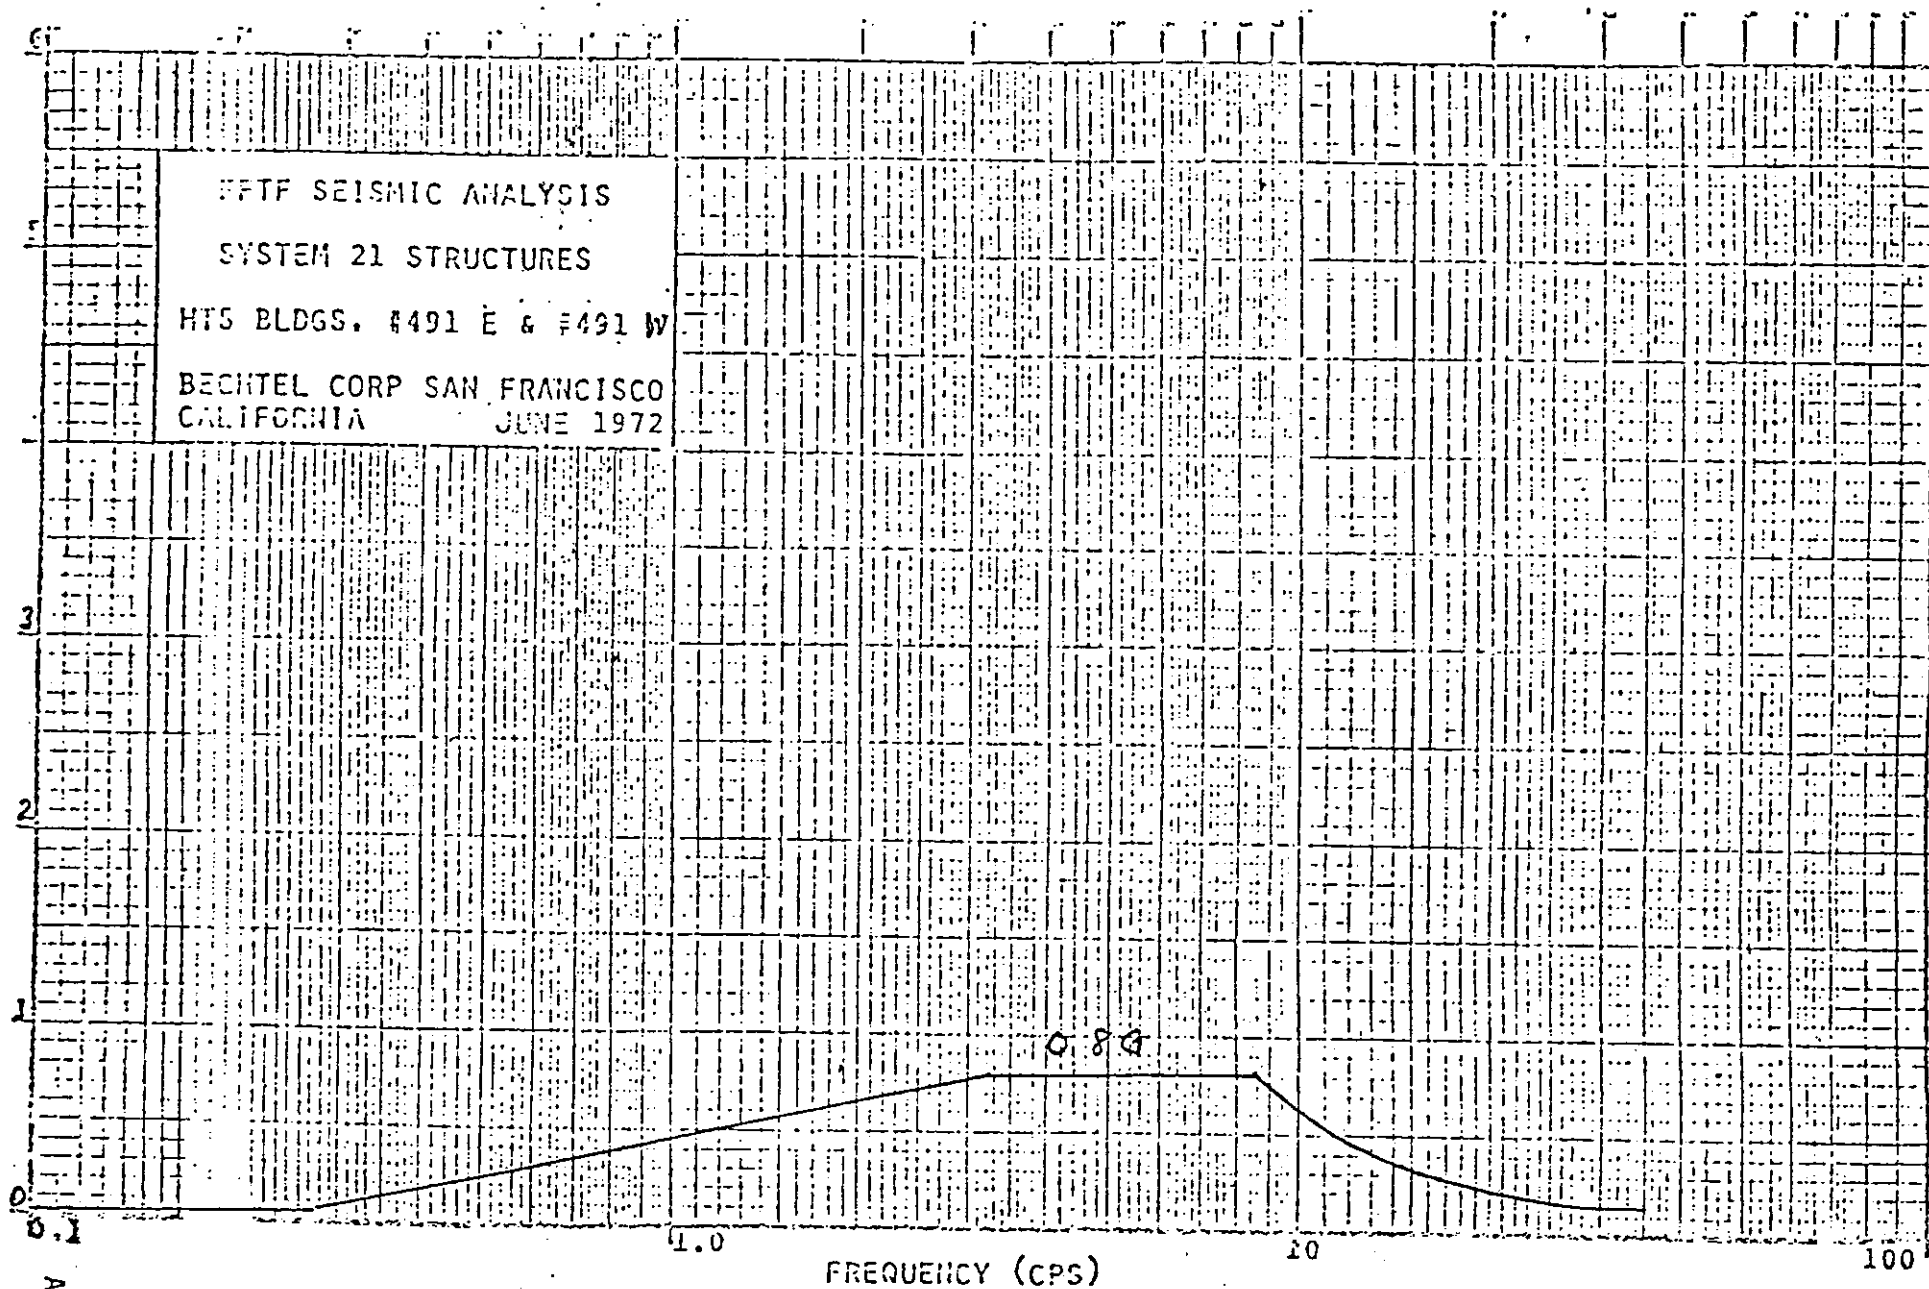 FFTF SEISMIC ANALYSIS
SYSTEM 21 STRUCTURES
HTS BLDGS. #491 E & #491 W
BECHTEL CORP SAN FRANCISCO
CALIFORNIA JUNE 1972
6
3
2
1
0
0.8G
0.1
1.0
10
100
FREQUENCY (CPS)
A